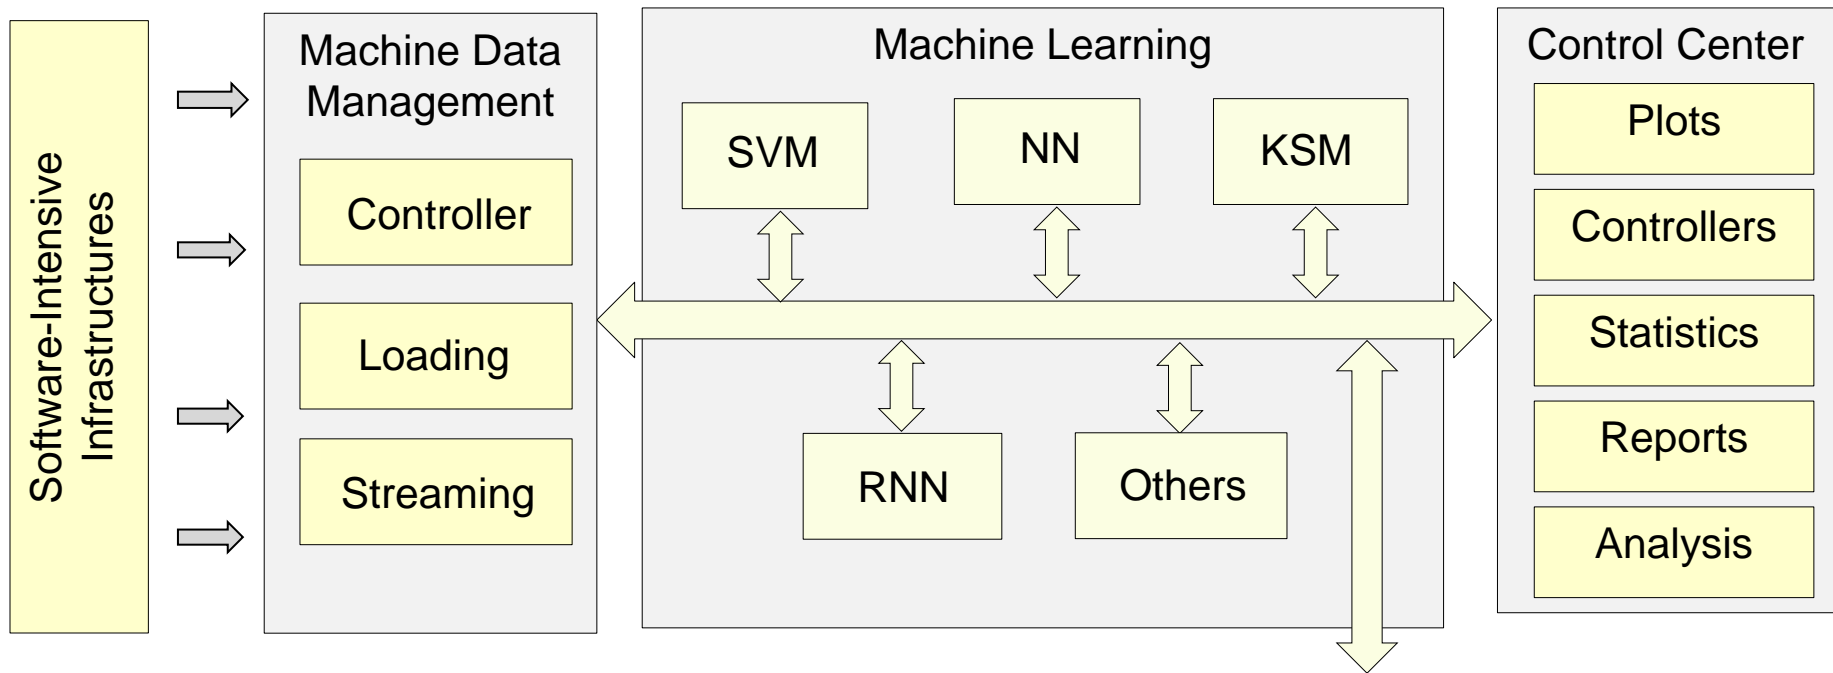 Software-Intensive
Infrastructures
Machine Data
Management
Controller
Loading
Streaming
Machine Learning
SVM
NN
KSM
RNN
Others
Control Center
Plots
Controllers
Statistics
Reports
Analysis